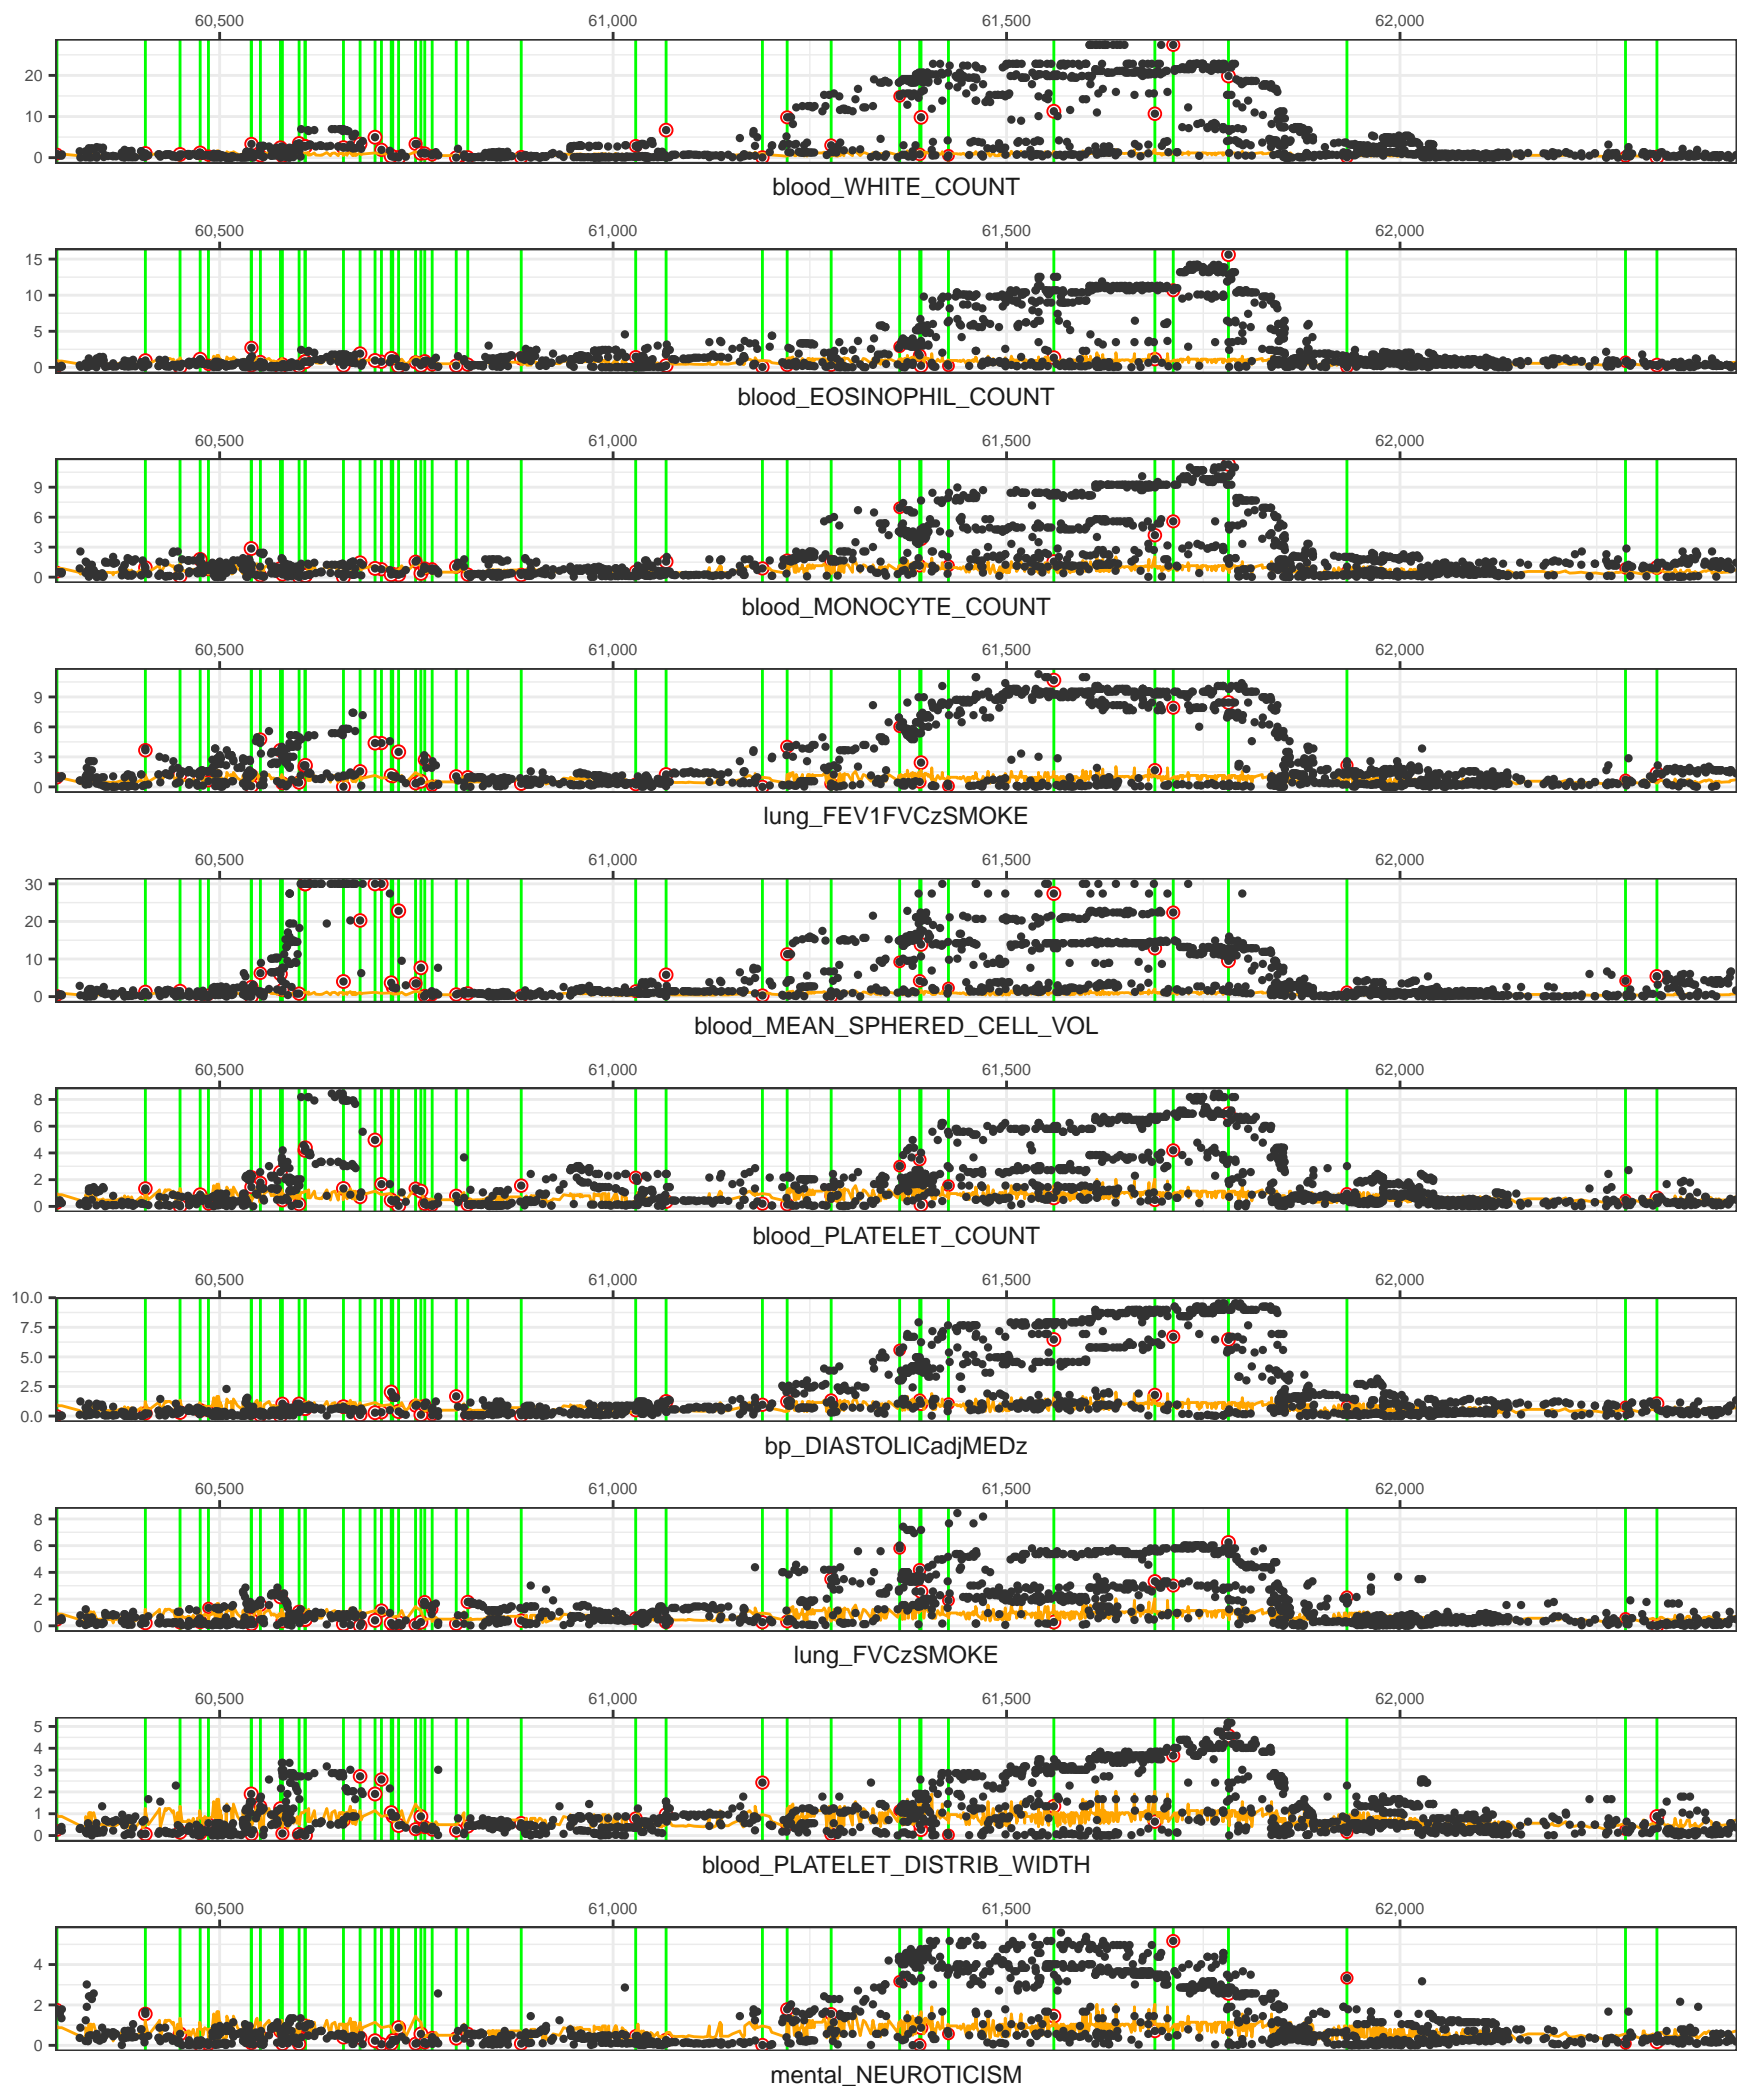 60,500 61,000 61,500 62,000
20
10
0
blood_WHITE_COUNT
60,500 61,000 61,500 62,000
15
10
5
0
blood_EOSINOPHIL_COUNT
60,500 61,000 61,500 62,000
9
6
3
0
blood_MONOCYTE_COUNT
60,500 61,000 61,500 62,000
9
6
3
0
lung_FEV1FVCzSMOKE
60,500 61,000 61,500 62,000
30
20
10
0
blood_MEAN_SPHERED_CELL_VOL
60,500 61,000 61,500 62,000
8
6
4
2
0
blood_PLATELET_COUNT
60,500 61,000 61,500 62,000
10.0
7.5
5.0
2.5
0.0
bp_DIASTOLICadjMEDz
60,500 61,000 61,500 62,000
8
6
4
2
0
lung_FVCzSMOKE
60,500 61,000 61,500 62,000
5
4
3
2
1
0
blood_PLATELET_DISTRIB_WIDTH
60,500 61,000 61,500 62,000
4
2
0
mental_NEUROTICISM